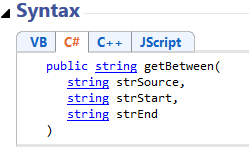 Syntax
VB C# C++ JScript
public string getBetween(
string strSource,
string strStart,
string strEnd
)